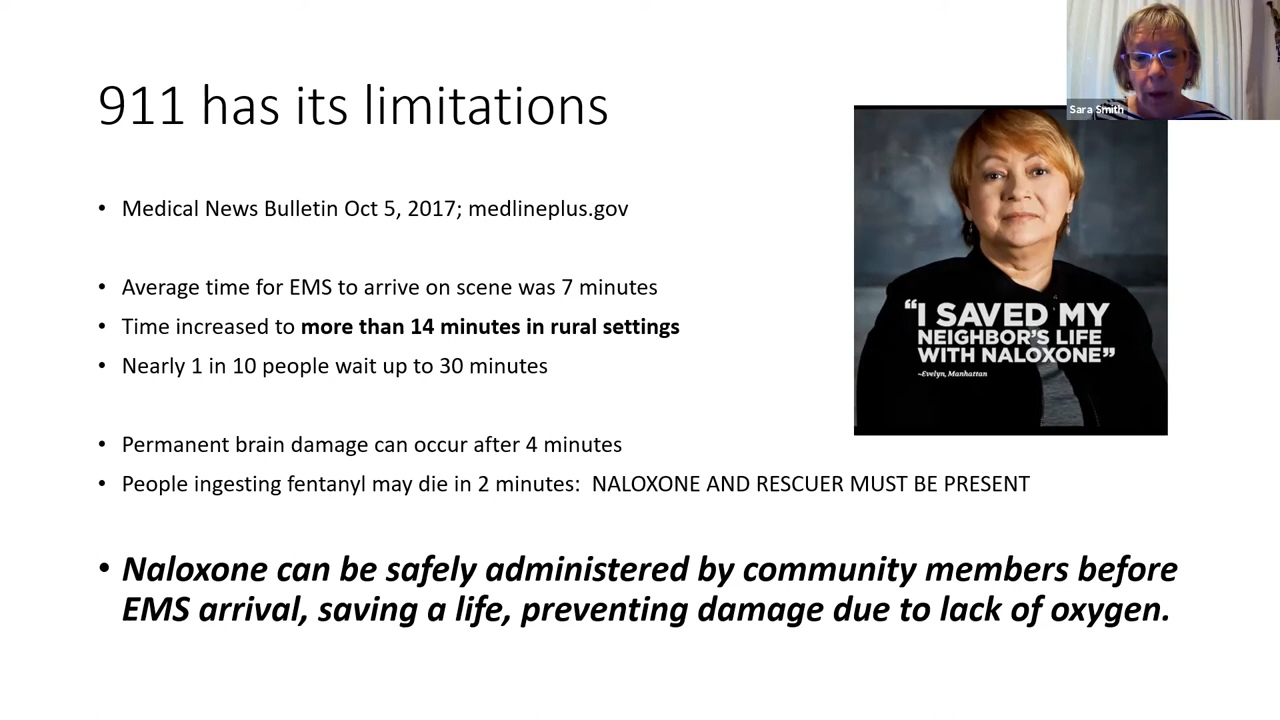 Sara Smith
911 has its limitations
• Medical News Bulletin Oct 5, 2017; medlineplus.gov
• Average time for EMS to arrive on scene was 7 minutes
• Time increased to more than 14 minutes in rural settings
• Nearly 1 in 10 people wait up to 30 minutes
“I SAVED MY
NEIGHBOR’S LIFE
WITH NALOXONE”
~Evelyn, Manhattan
• Permanent brain damage can occur after 4 minutes
• People ingesting fentanyl may die in 2 minutes:  NALOXONE AND RESCUER MUST BE PRESENT
• Naloxone can be safely administered by community members before
EMS arrival, saving a life, preventing damage due to lack of oxygen.